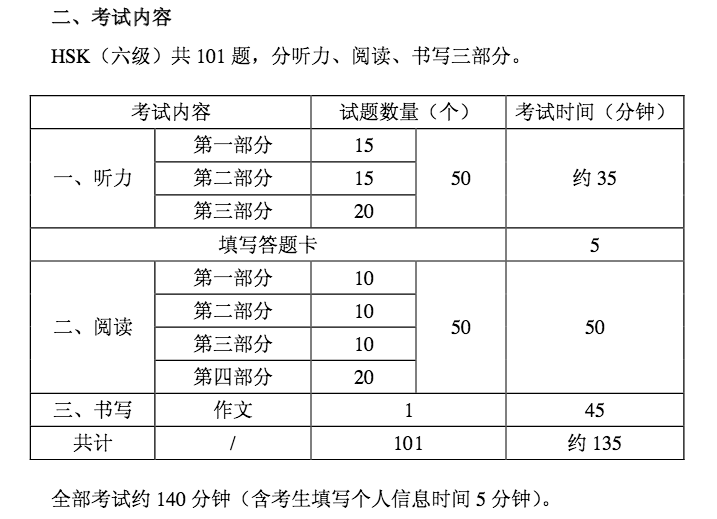 二、考试内容
HSK（六级）共 101 题，分听力、阅读、书写三部分。
考试内容 试题数量（个） 考试时间（分钟）
一、听力 第一部分 15 50 约 35
第二部分 15
第三部分 20
填写答题卡 5
二、阅读 第一部分 10 50 50
第二部分 10
第三部分 10
第四部分 20
三、书写 作文 1 45
共计 / 101 约 135
全部考试约 140 分钟（含考生填写个人信息时间 5 分钟）。